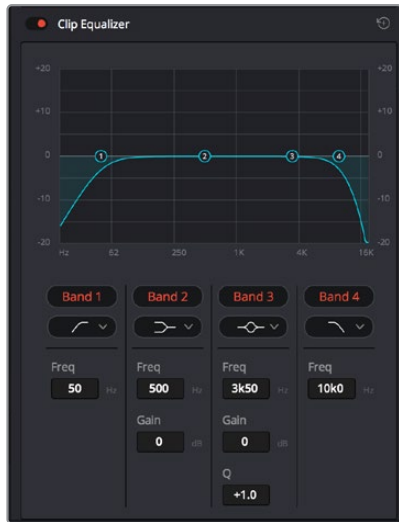 Clip Equalizer
+20 +20
+10 +10
0 0
1 2 3 4
-10 -10
-20 -20
Hz 62 250 1K 4K 16K
Band 1 Band 2 Band 3 Band 4
Freq Freq Freq Freq
50 Hz 500 Hz 3k50 Hz 10k0 Hz
Gain Gain
0 dB 0 dB
Q
+1.0